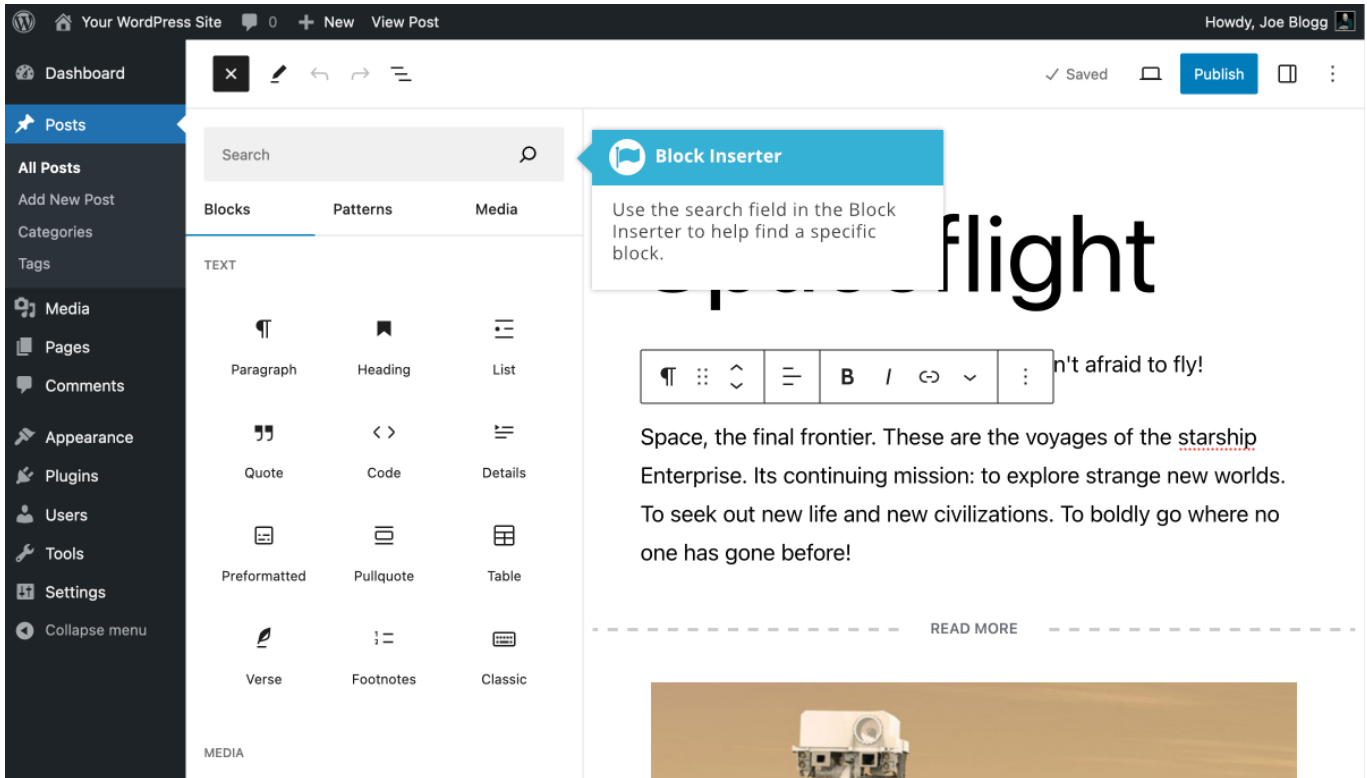 Your WordPress Site 0 New View Post Howdy, Joe Blogg
Dashboard
Posts
All Posts
Add New Post
Categories
Tags
Media
Pages
Comments
Appearance
Plugins
Users
Tools
Settings
Collapse menu
Saved Publish
Search
Blocks Patterns Media
TEXT
Paragraph Heading List
Quote Code Details
Preformatted Pullquote Table
Verse Footnotes Classic
MEDIA
Block Inserter
Use the search field in the Block
Inserter to help find a specific
block.
flight
B I
n't afraid to fly!
Space, the final frontier. These are the voyages of the starship
Enterprise. Its continuing mission: to explore strange new worlds.
To seek out new life and new civilizations. To boldly go where no
one has gone before!
READ MORE